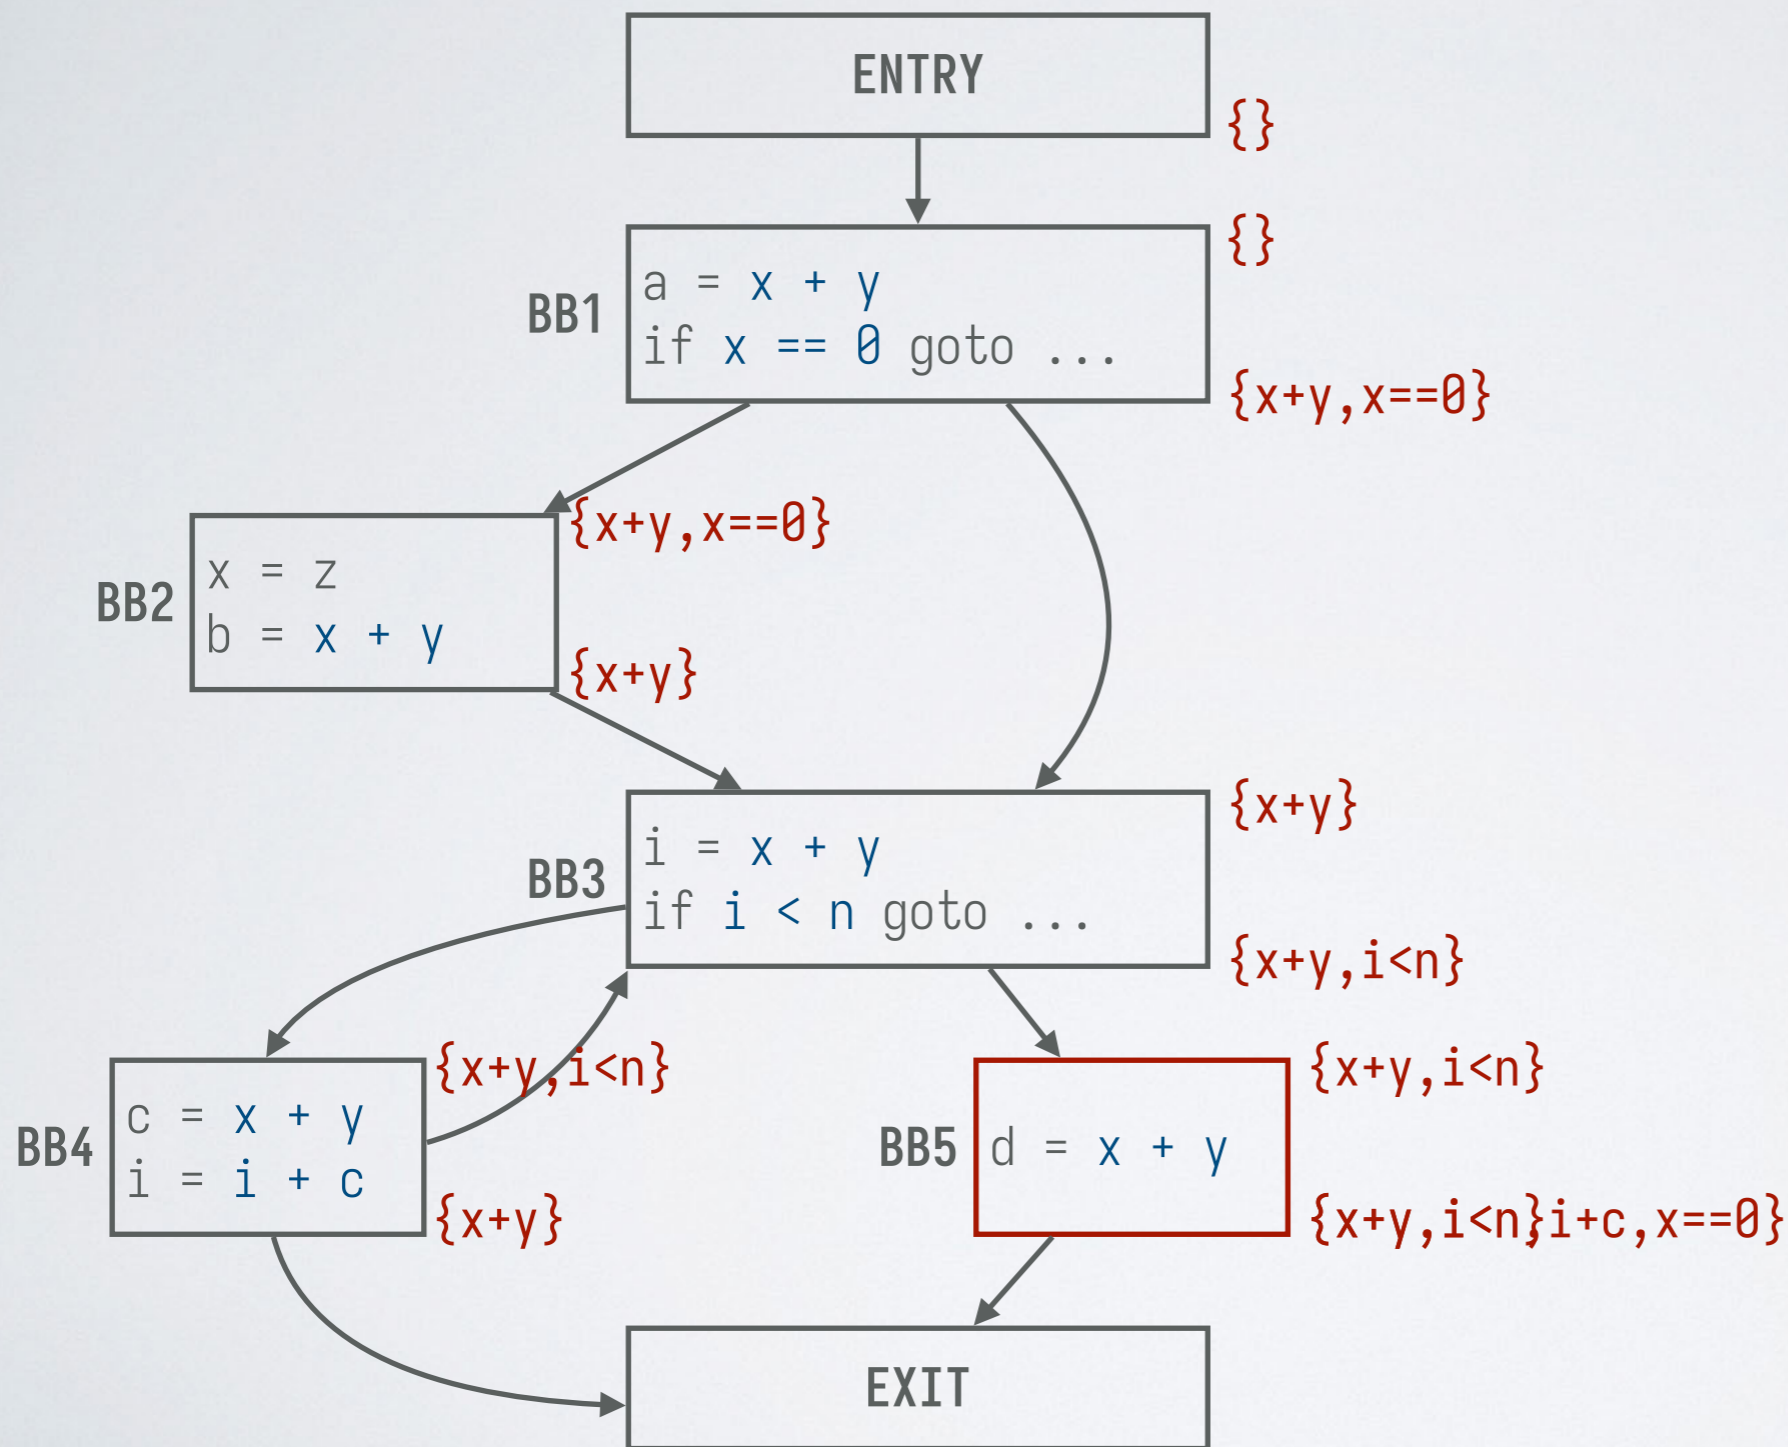 ENTRY
{}
{}
BB1
a = x + y
if x == 0 goto ...
{x+y,x==0}
{x+y,x==0}
BB2
x = z
b = x + y
{x+y}
{x+y}
BB3
i = x + y
if i < n goto ...
{x+y,i<n}
{x+y,i<n}
BB4
c = x + y
i = i + c
{x+y}
{x+y,i<n}
BB5
d = x + y
{x+y,i<n},i+c,x==0}
EXIT